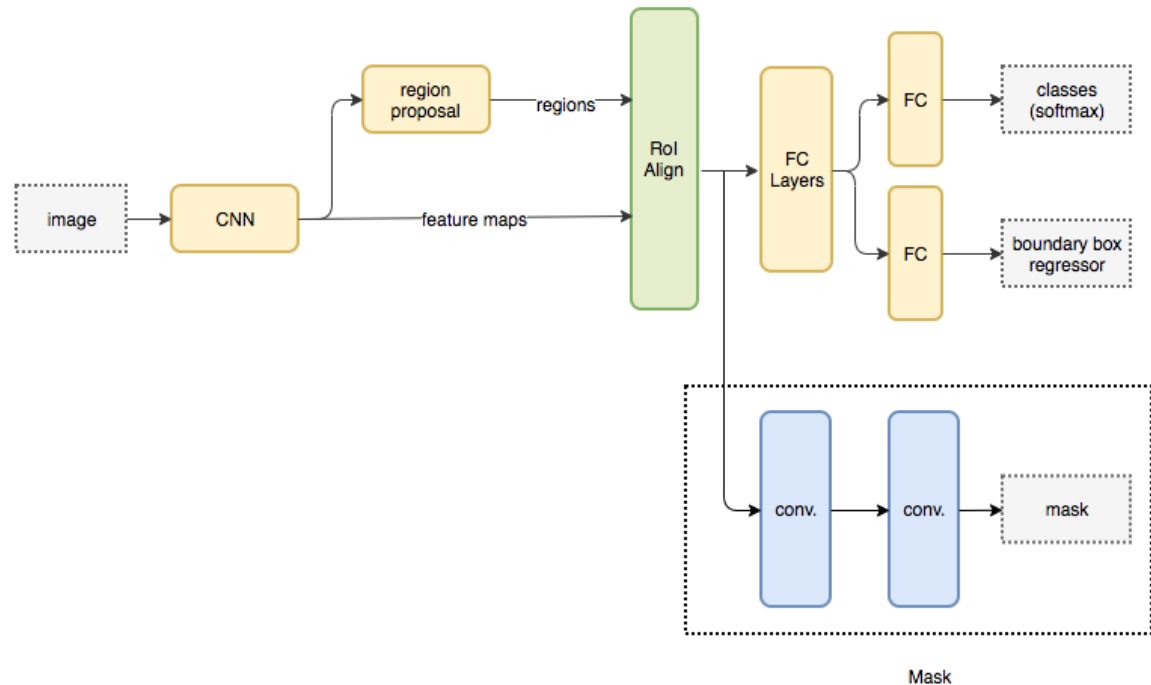 region
proposal
regions
image
CNN
feature maps
RoI
Align
FC
Layers
FC
classes
(softmax)
FC
boundary box
regressor
conv.
conv.
mask
Mask